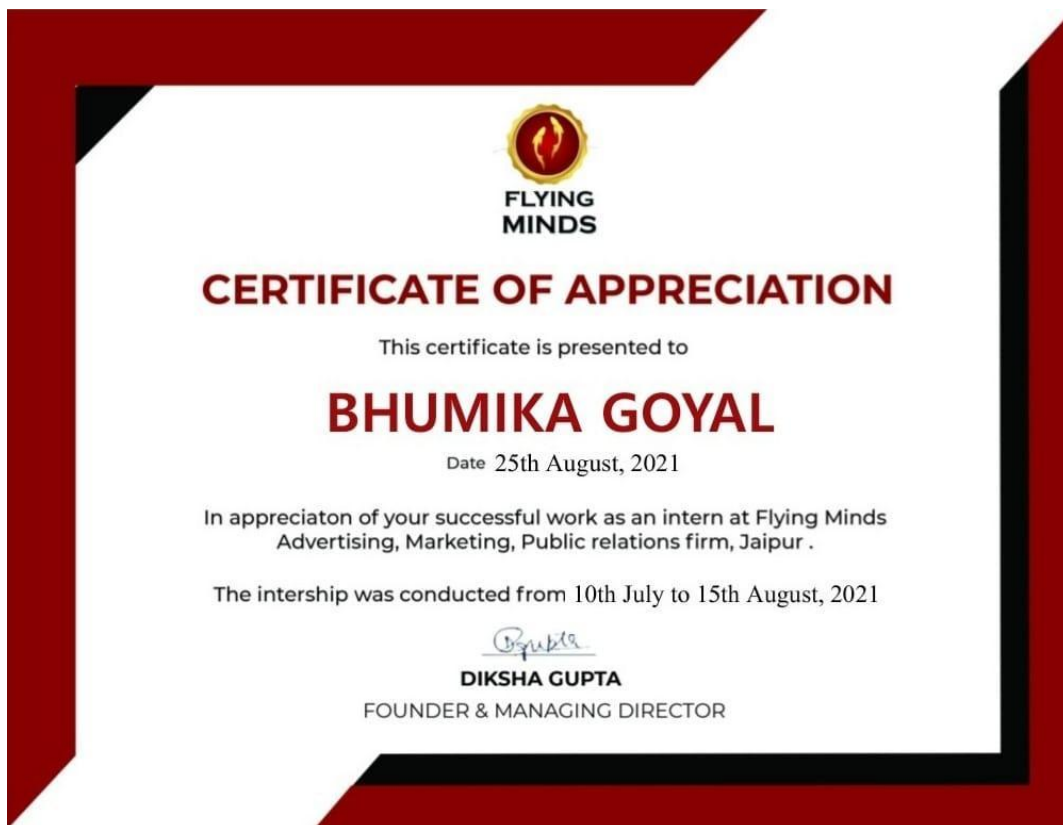 FLYING
MINDS
CERTIFICATE OF APPRECIATION
This certificate is presented to
BHUMIKA GOYAL
Date 25th August, 2021
In appreciaton of your successful work as an intern at Flying Minds
Advertising, Marketing, Public relations firm, Jaipur .
The intership was conducted from 10th July to 15th August, 2021
DGupta
DIKSHA GUPTA
FOUNDER & MANAGING DIRECTOR